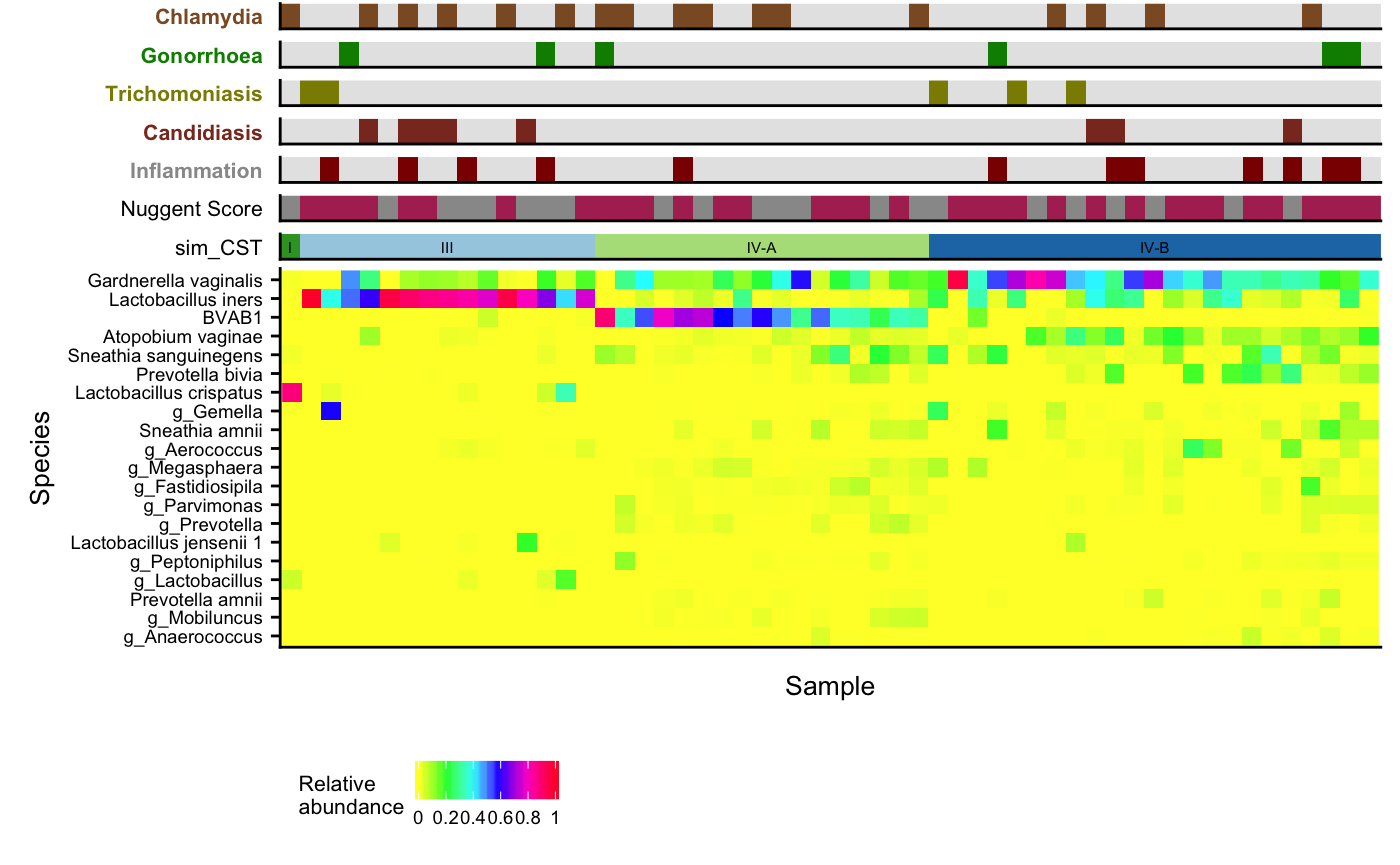 Chlamydia
Gonorrhoea
Trichomoniasis
Candidiasis
Inflammation
Nuggent Score
sim_CST
I III IV-A IV-B
Gardnerella vaginalis
Lactobacillus iners
BVAB1
Atopobium vaginae
Sneathia sanguinegens
Prevotella bivia
Lactobacillus crispatus
g_Gemella
Sneathia amnii
g_Aerococcus
g_Megasphaera
g_Fastidiosipila
g_Parvimonas
g_Prevotella
Lactobacillus jensenii 1
g_Peptoniphilus
g_Lactobacillus
Prevotella amnii
g_Mobiluncus
g_Anaerococcus
Species
Sample
Relative
abundance
0 0.2 0.4 0.6 0.8 1